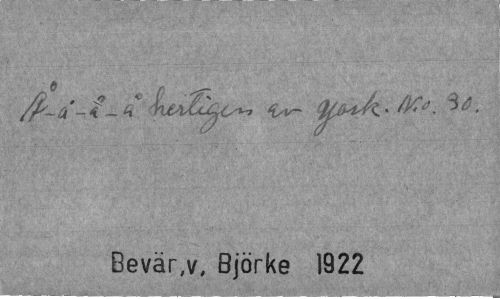 Å-å-å-å hertigen av York. No. 30.
Bevär,v, Björke 1922